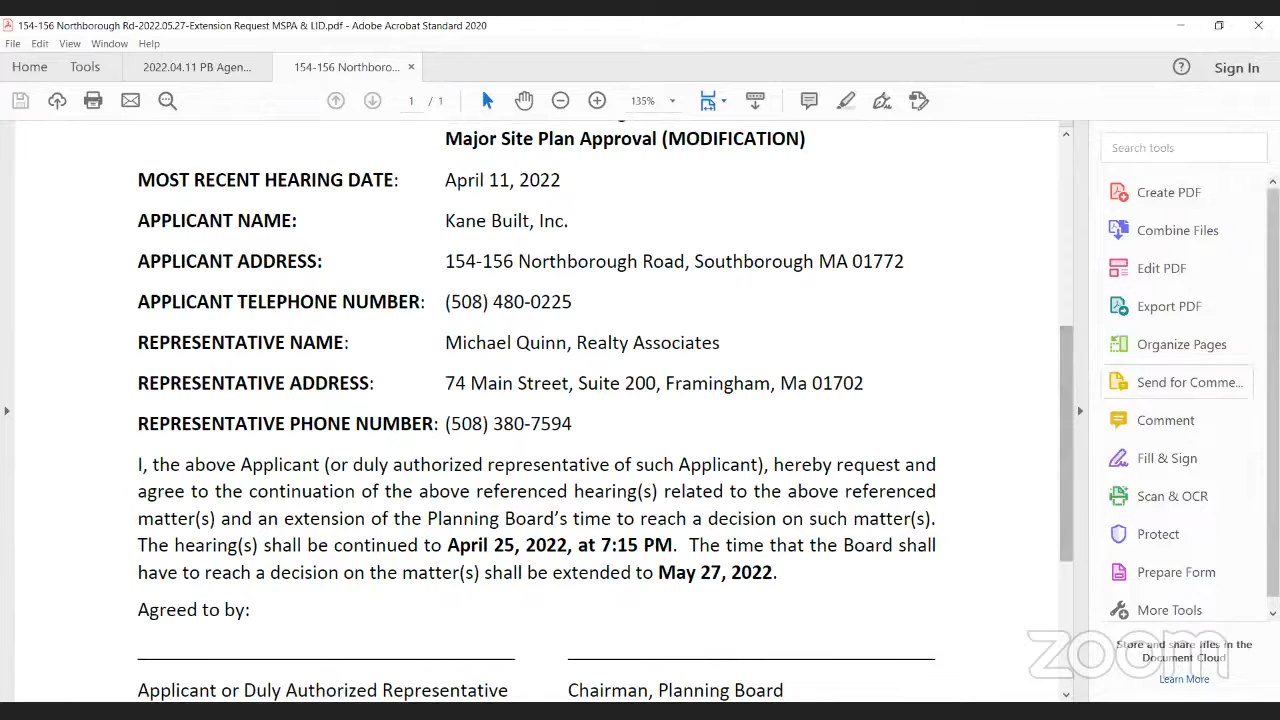 154-156 Northborough Rd-2022.05.27-Extension Request MSPA & LID.pdf - Adobe Acrobat Standard 2020
File Edit View Window Help
Home Tools 2022.04.11 PB Agen... 154-156 Northboro... × Sign In
1 / 1 135%
Major Site Plan Approval (MODIFICATION)
MOST RECENT HEARING DATE: April 11, 2022
APPLICANT NAME: Kane Built, Inc.
APPLICANT ADDRESS: 154-156 Northborough Road, Southborough MA 01772
APPLICANT TELEPHONE NUMBER: (508) 480-0225
REPRESENTATIVE NAME: Michael Quinn, Realty Associates
REPRESENTATIVE ADDRESS: 74 Main Street, Suite 200, Framingham, Ma 01702
REPRESENTATIVE PHONE NUMBER: (508) 380-7594
I, the above Applicant (or duly authorized representative of such Applicant), hereby request and
agree to the continuation of the above referenced hearing(s) related to the above referenced
matter(s) and an extension of the Planning Board's time to reach a decision on such matter(s).
The hearing(s) shall be continued to April 25, 2022, at 7:15 PM. The time that the Board shall
have to reach a decision on the matter(s) shall be extended to May 27, 2022.
Agreed to by:
Applicant or Duly Authorized Representative Chairman, Planning Board
Search tools
Create PDF
Combine Files
Edit PDF
Export PDF
Organize Pages
Send for Comme...
Comment
Fill & Sign
Scan & OCR
Protect
Prepare Form
More Tools
Store and share files in the
Document Cloud
Learn More
zoom